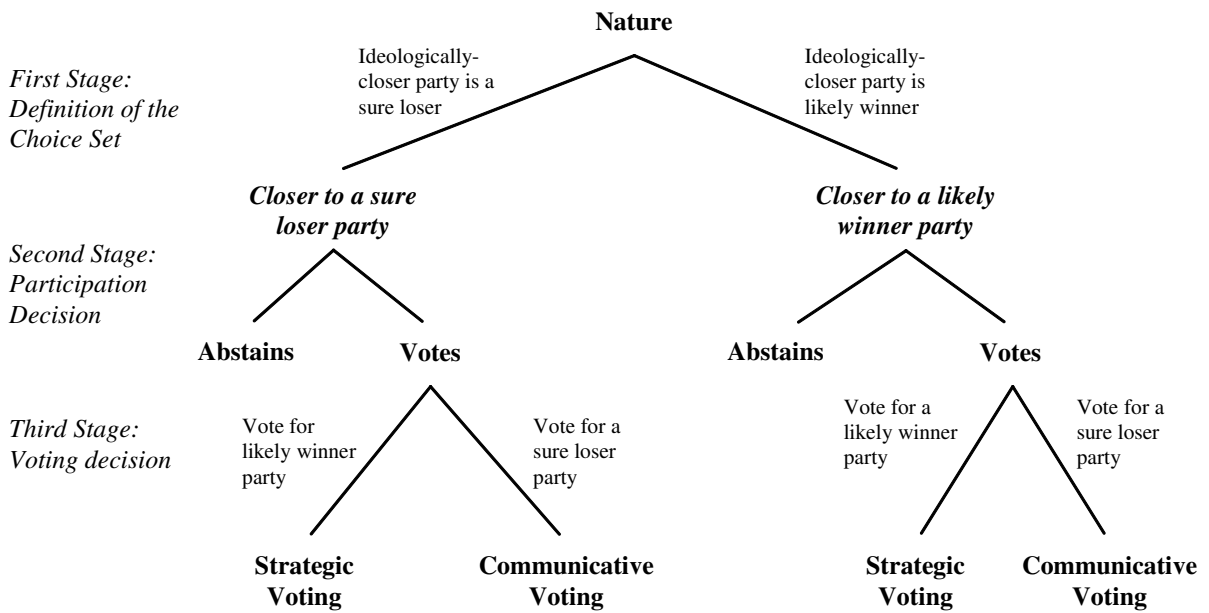 Nature
First Stage:
Definition of the
Choice Set
Ideologically-
closer party is a
sure loser
Ideologically-
closer party is
likely winner
Closer to a sure
loser party
Closer to a likely
winner party
Second Stage:
Participation
Decision
Abstains
Votes
Abstains
Votes
Third Stage:
Voting decision
Vote for
likely winner
party
Vote for a
sure loser
party
Vote for a
likely winner
party
Vote for a
sure loser
party
Strategic
Voting
Communicative
Voting
Strategic
Voting
Communicative
Voting